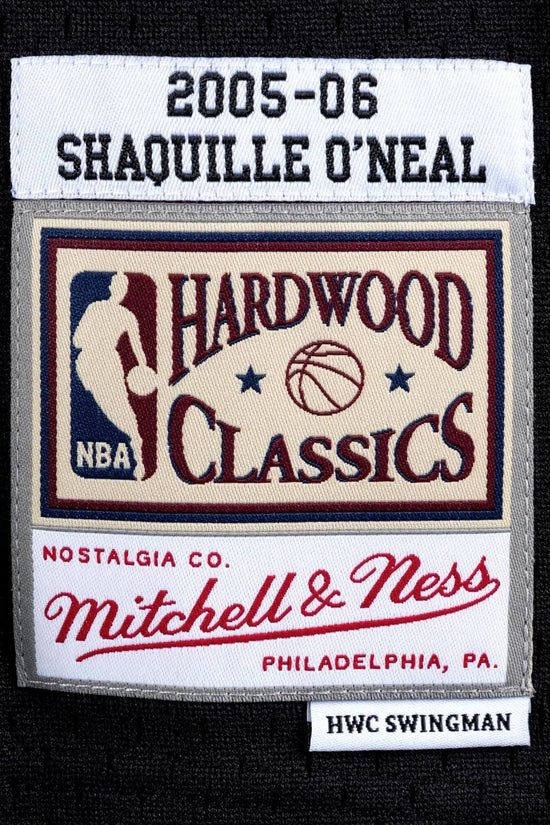 2005-06
SHAQUILLE O'NEAL
HARDWOOD
CLASSICS
NBA
NOSTALGIA CO.
Mitchell & Ness
PHILADELPHIA, PA.
HWC SWINGMAN